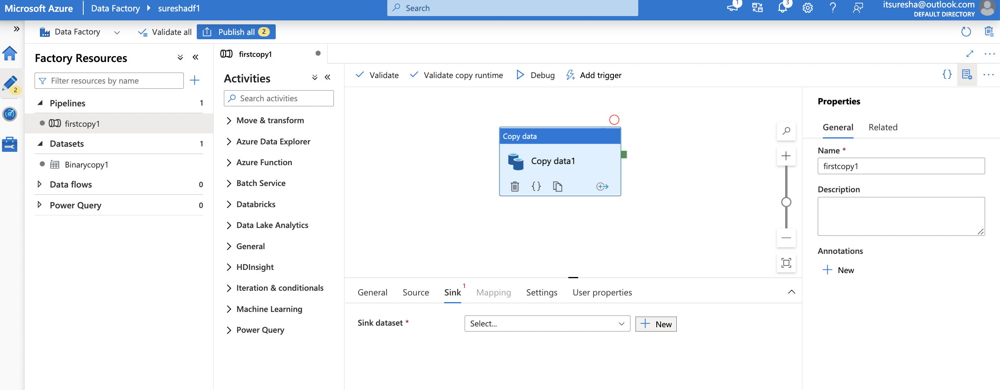 Microsoft Azure
Data Factory
sureshadf1
Search
1
3
itsuresha@outlook.com
DEFAULT DIRECTORY
Data Factory
Validate all
Publish all 2
2
Factory Resources
Filter resources by name
Pipelines 1
firstcopy1
Datasets 1
Binarycopy1
Data flows 0
Power Query 0
firstcopy1
Activities
Search activities
Move & transform
Azure Data Explorer
Azure Function
Batch Service
Databricks
Data Lake Analytics
General
HDInsight
Iteration & conditionals
Machine Learning
Power Query
Validate
Validate copy runtime
Debug
Add trigger
Copy data
Copy data1
General
Source
Sink 1
Mapping
Settings
User properties
Sink dataset *
Select...
New
Properties
General
Related
Name *
firstcopy1
Description
Annotations
New